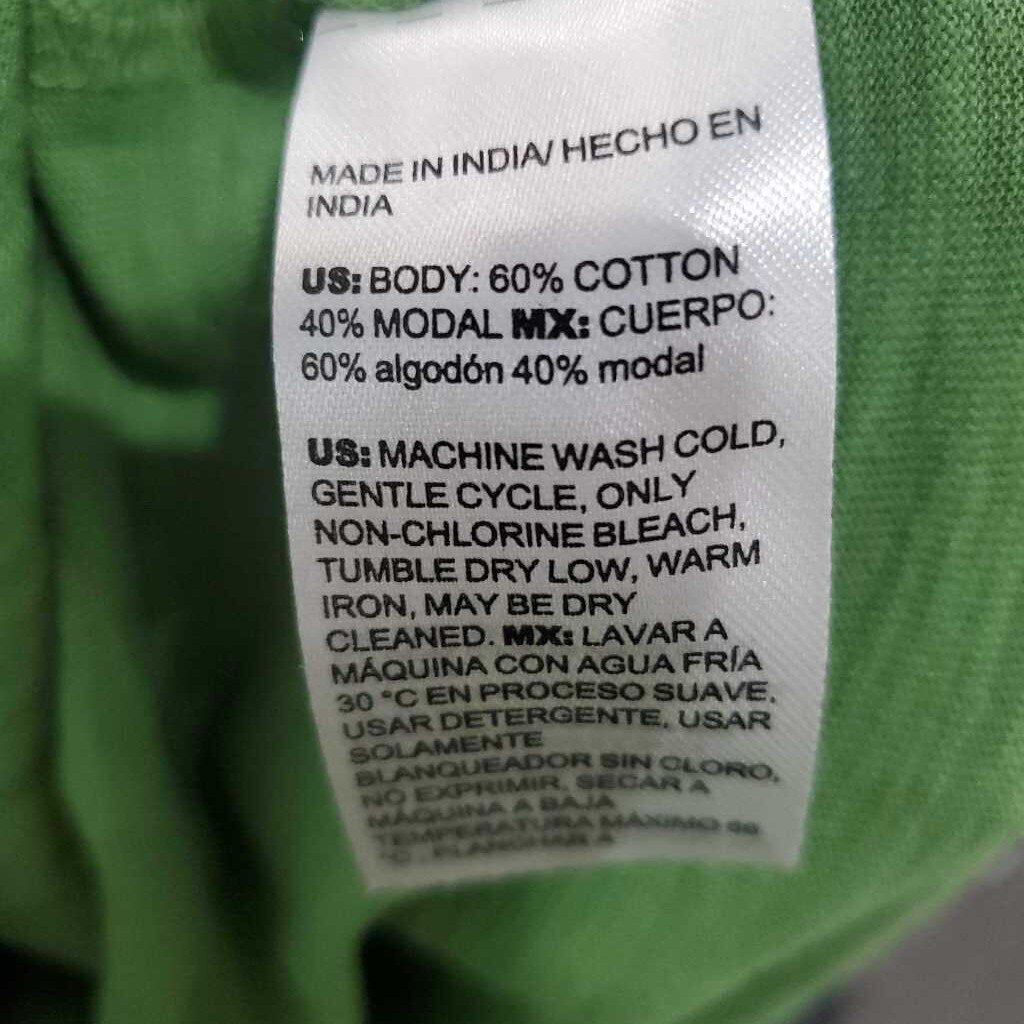 MADE IN INDIA/ HECHO EN
INDIA
US: BODY: 60% COTTON
40% MODAL MX: CUERPO:
60% algodón 40% modal
US: MACHINE WASH COLD,
GENTLE CYCLE, ONLY
NON-CHLORINE BLEACH,
TUMBLE DRY LOW, WARM
IRON, MAY BE DRY
CLEANED. MX: LAVAR A
MÁQUINA CON AGUA FRÍA
30 °C EN PROCESO SUAVE.
USAR DETERGENTE, USAR
SOLAMENTE
BLANQUEADOR SIN CLORO,
NO EXPRIMIR, SECAR A
MÁQUINA A BAJA
TEMPERATURA MÁXIMO
°C , PLANCHAR A